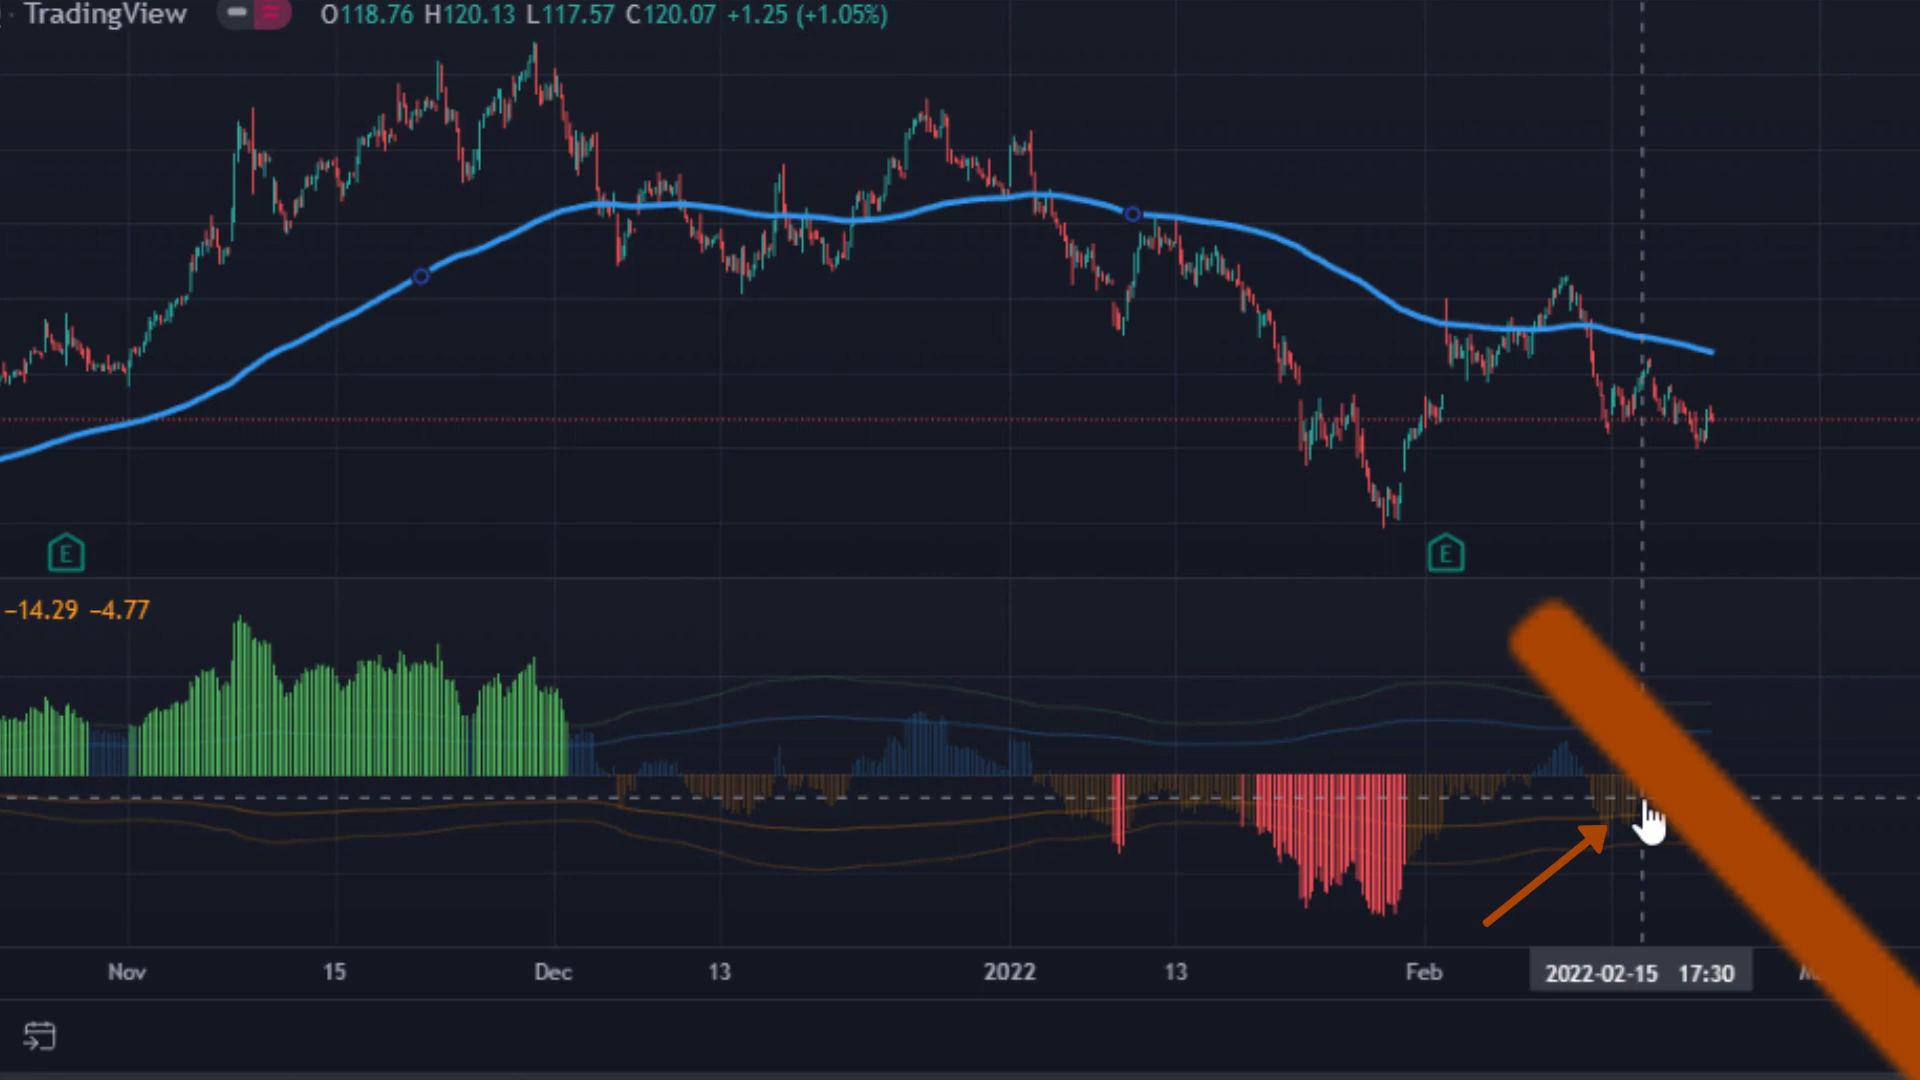 TradingView O118.76 H120.13 L117.57 C120.07 +1.25 (+1.05%)
E E
−14.29 −4.77
Nov 15 Dec 13 2022 13 Feb 2022-02-15 17:30